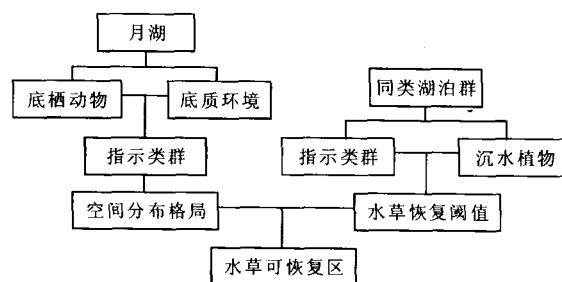 月湖
底栖动物
底质环境
同类湖泊群
指示类群
指示类群
沉水植物
空间分布格局
水草恢复阈值
水草可恢复区